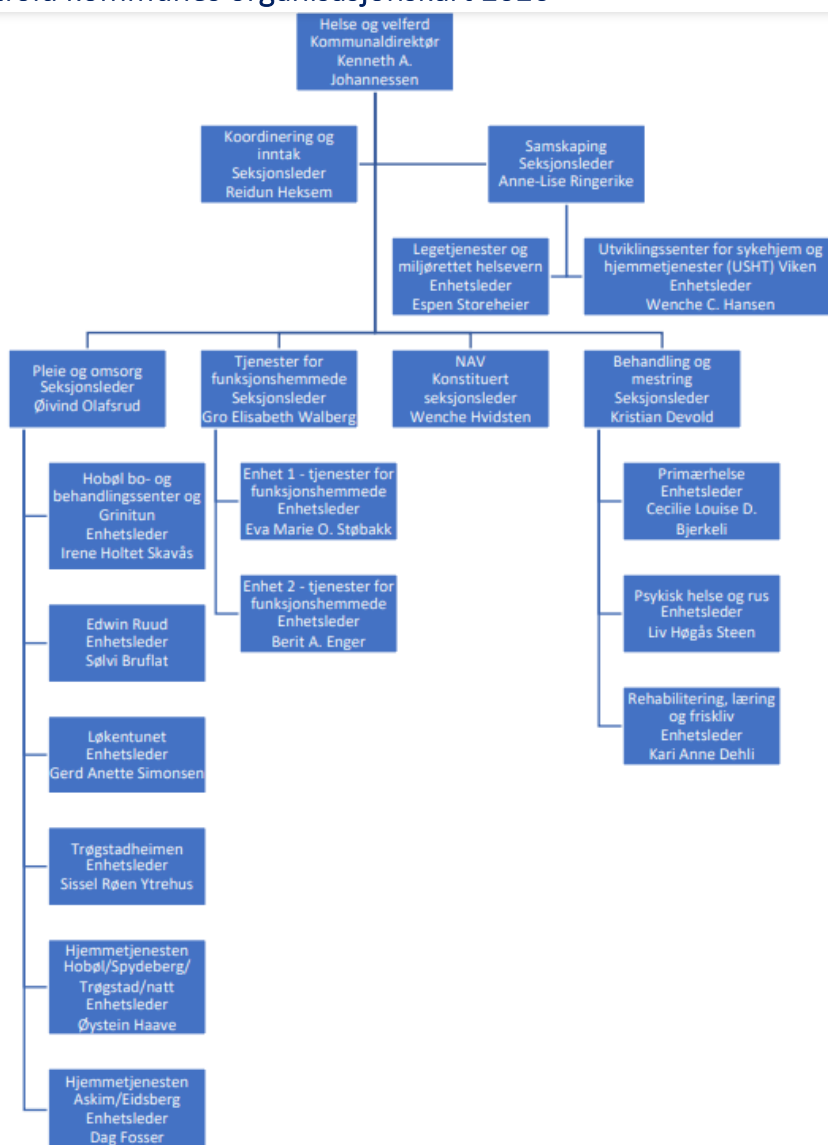 kommunes organisasjonskart
Helse og velferd
Kommunaldirektør
Kenneth A.
Johannessen
Koordinering og
inntak
Seksjonsleder
Reidun Heksem
Samskaping
Seksjonsleder
Anne-Lise Ringerike
Legetjenester og
miljørettet helsevern
Enhetsleder
Espen Storeheier
Utviklingssenter for sykehjem og
hjemmetjenester (USHT) Viken
Enhetsleder
Wenche C. Hansen
Pleie og omsorg
Seksjonsleder
Øivind Olafsrud
Tjenester for
funksjonshemmede
Seksjonsleder
Gro Elisabeth Walberg
NAV
Konstituert
seksjonsleder
Wenche Hvidsten
Behandling og
mestring
Seksjonsleder
Kristian Devold
Hobøl bo- og
behandlingssenter og
Grinitun
Enhetsleder
Irene Holtet Skavås
Edwin Ruud
Enhetsleder
Sølvi Bruflat
Løkentunet
Enhetsleder
Gerd Anette Simonsen
Trøgstadheimen
Enhetsleder
Sissel Røen Ytrehus
Hjemmetjenesten
Hobøl/Spydeberg/
Trøgstad/natt
Enhetsleder
Øystein Haave
Hjemmetjenesten
Askim/Eidsberg
Enhetsleder
Dag Fosser
Enhet 1 - tjenester for
funksjonshemmede
Enhetsleder
Eva Marie O. Støbakk
Enhet 2 - tjenester for
funksjonshemmede
Enhetsleder
Berit A. Enger
Primærhelse
Enhetsleder
Cecilie Louise D.
Bjerkeli
Psykisk helse og rus
Enhetsleder
Liv Høgås Steen
Rehabilitering, læring
og friskliv
Enhetsleder
Kari Anne Dehli